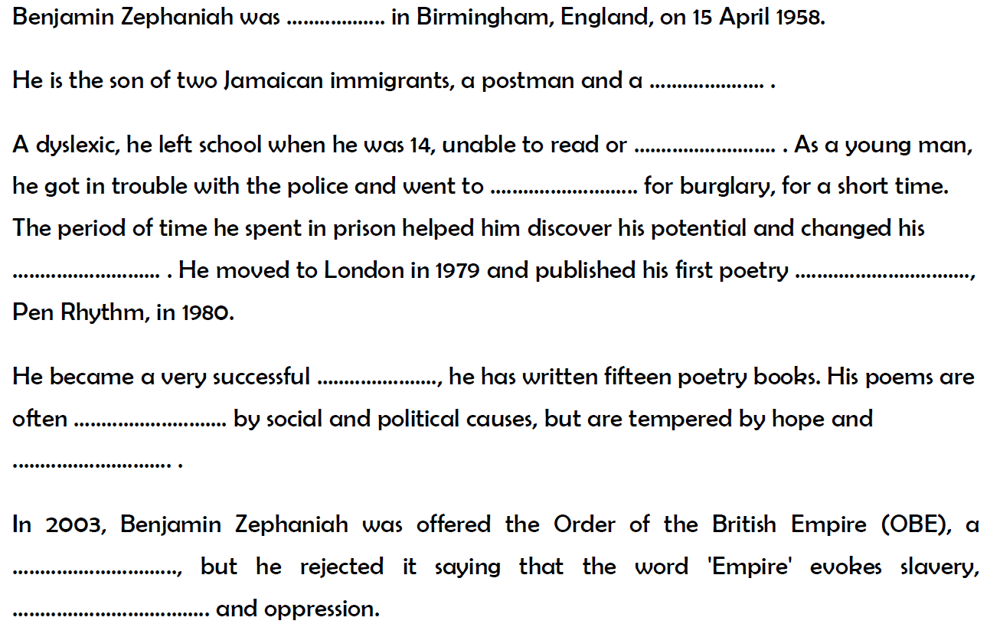 Benjamin Zephaniah was .................. in Birmingham, England, on 15 April 1958.
He is the son of two Jamaican immigrants, a postman and a ..................... .
A dyslexic, he left school when he was 14, unable to read or .......................... . As a young man,
he got in trouble with the police and went to ........................... for burglary, for a short time.
The period of time he spent in prison helped him discover his potential and changed his
........................... . He moved to London in 1979 and published his first poetry ................................,
Pen Rhythm, in 1980.
He became a very successful ......................, he has written fifteen poetry books. His poems are
often ............................ by social and political causes, but are tempered by hope and
............................. .
In 2003, Benjamin Zephaniah was offered the Order of the British Empire (OBE), a
.............................., but he rejected it saying that the word 'Empire' evokes slavery,
.................................... and oppression.